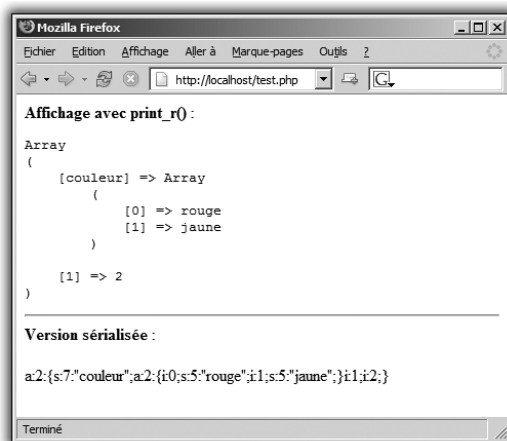 Mozilla Firefox
Fichier Edition Affichage Aller à Marque-pages Outils ?
http://localhost/test.php G
Affichage avec print_r() :
Array
(
[couleur] => Array
(
[0] => rouge
[1] => jaune
)
[1] => 2
)
Version sérialisée :
a:2:{s:7:"couleur";a:2:{i:0;s:5:"rouge";i:1;s:5:"jaune";}i:1;i:2;}
Terminé